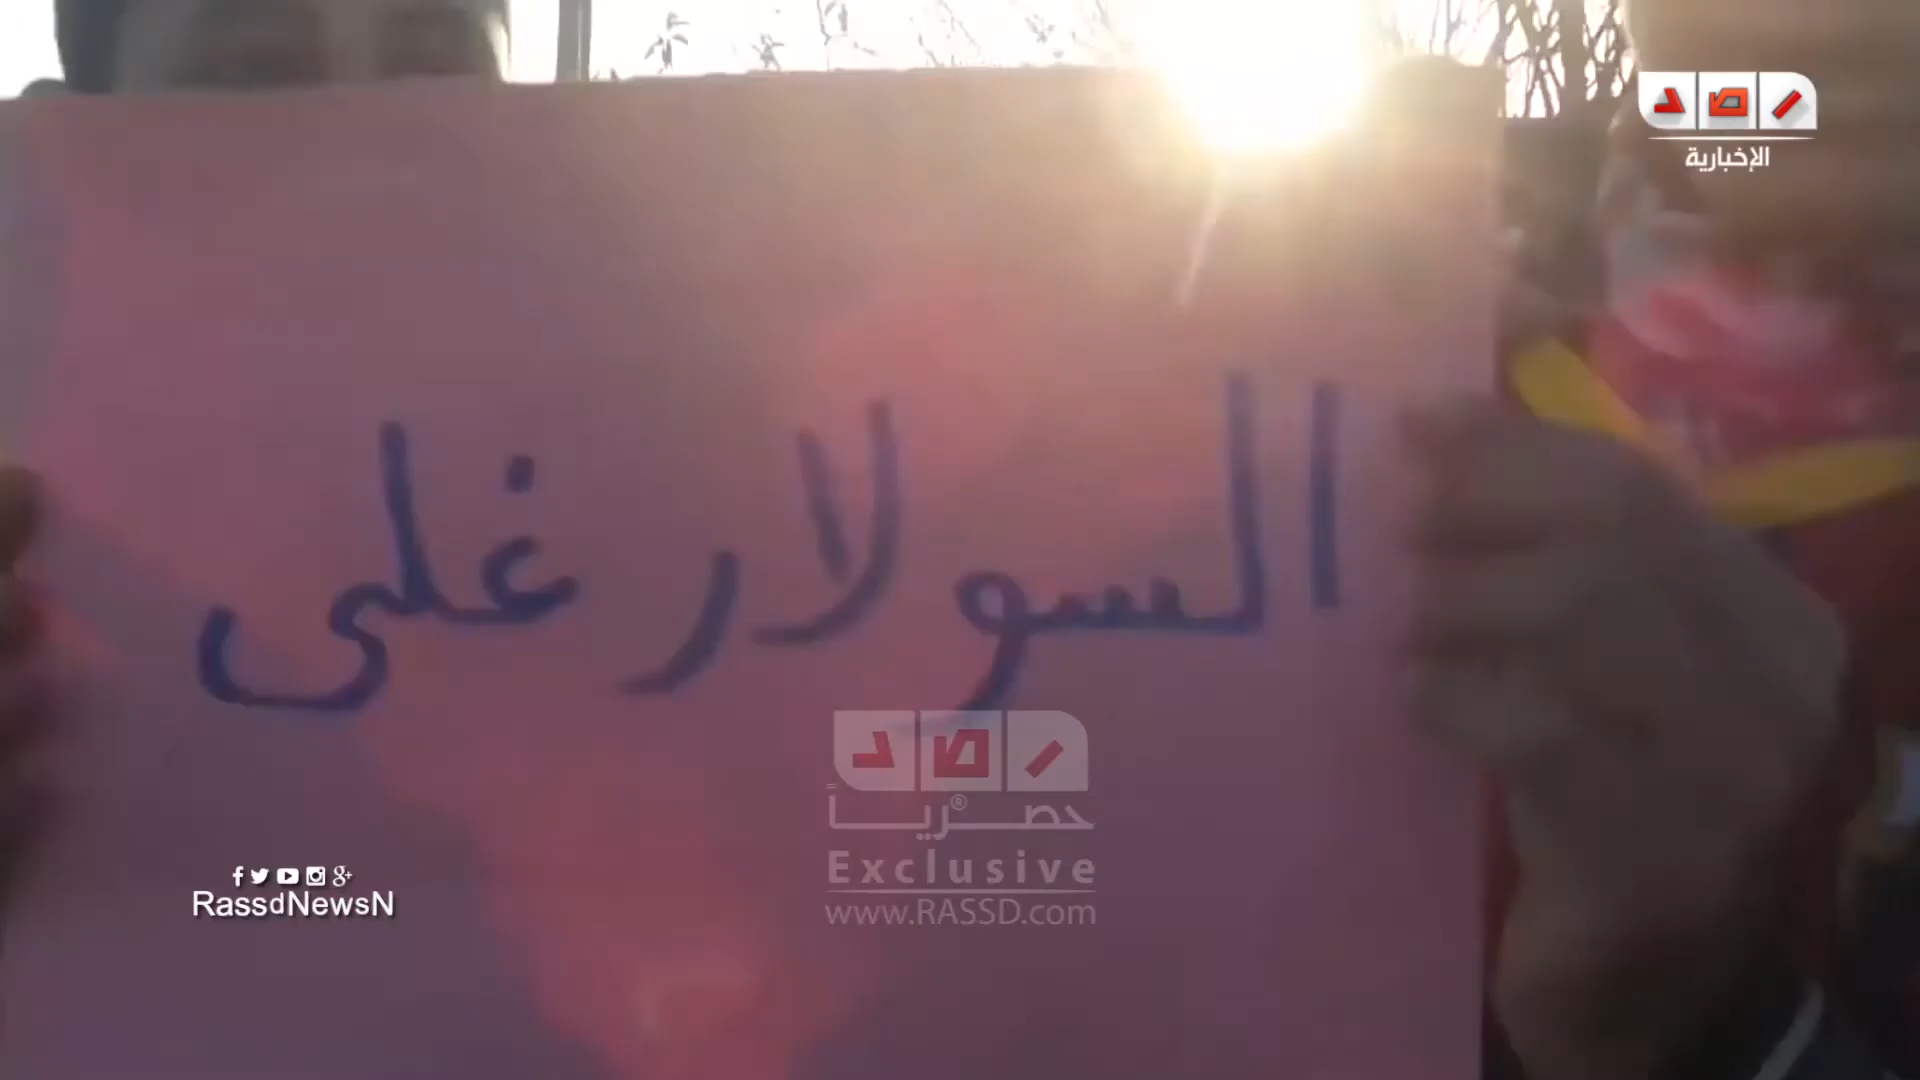 رصد
الإخبارية
السولار غلى
رصد
حصرياً®
Exclusive
www.RASSD.com
RassdNewsN